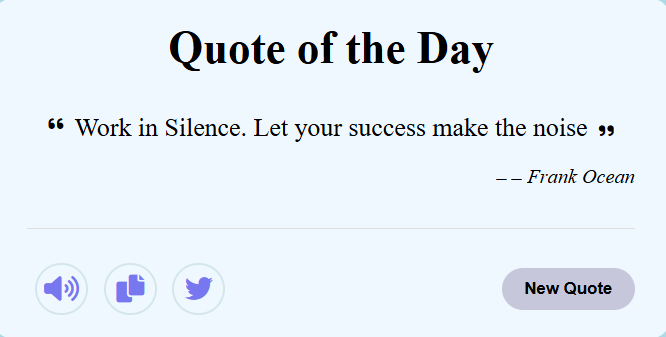 Quote of the Day
❝ Work in Silence. Let your success make the noise ❞
– – Frank Ocean
New Quote